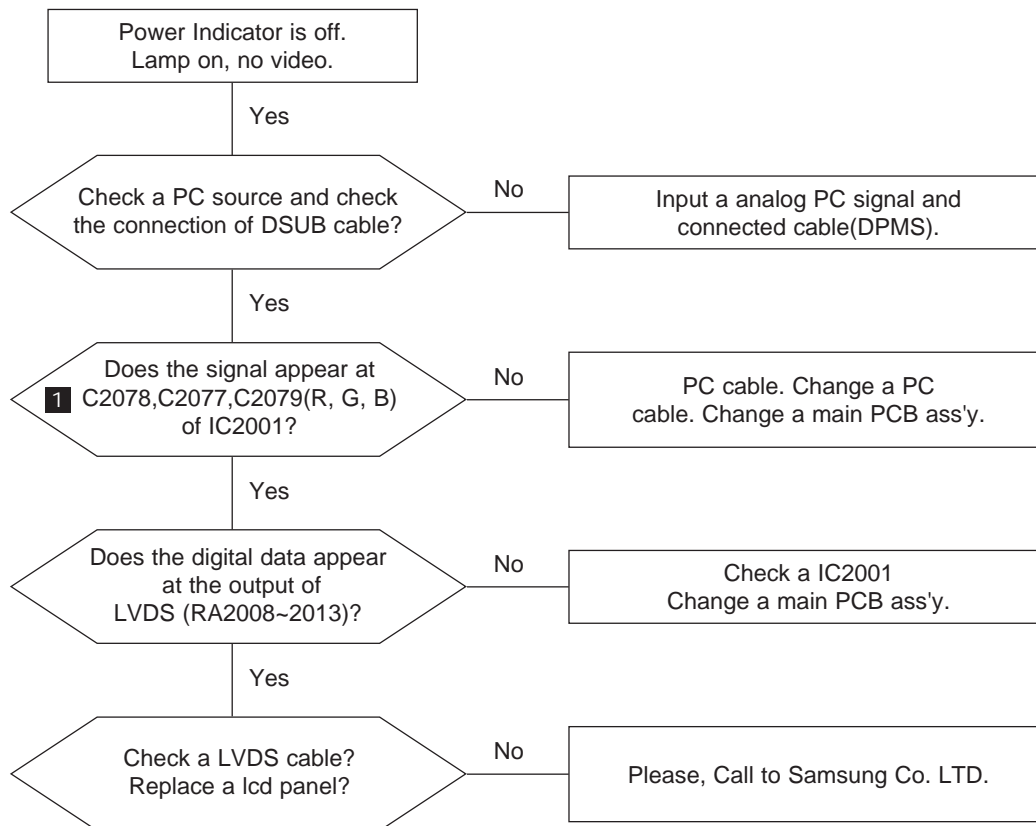 Power Indicator is off.
Lamp on, no video.
Yes
Check a PC source and check
the connection of DSUB cable?
No
Input a analog PC signal and
connected cable(DPMS).
Yes
Does the signal appear at
1 C2078,C2077,C2079(R, G, B)
of IC2001?
No
PC cable. Change a PC
cable. Change a main PCB ass'y.
Yes
Does the digital data appear
at the output of
LVDS (RA2008~2013)?
No
Check a IC2001
Change a main PCB ass'y.
Yes
Check a LVDS cable?
Replace a lcd panel?
No
Please, Call to Samsung Co. LTD.